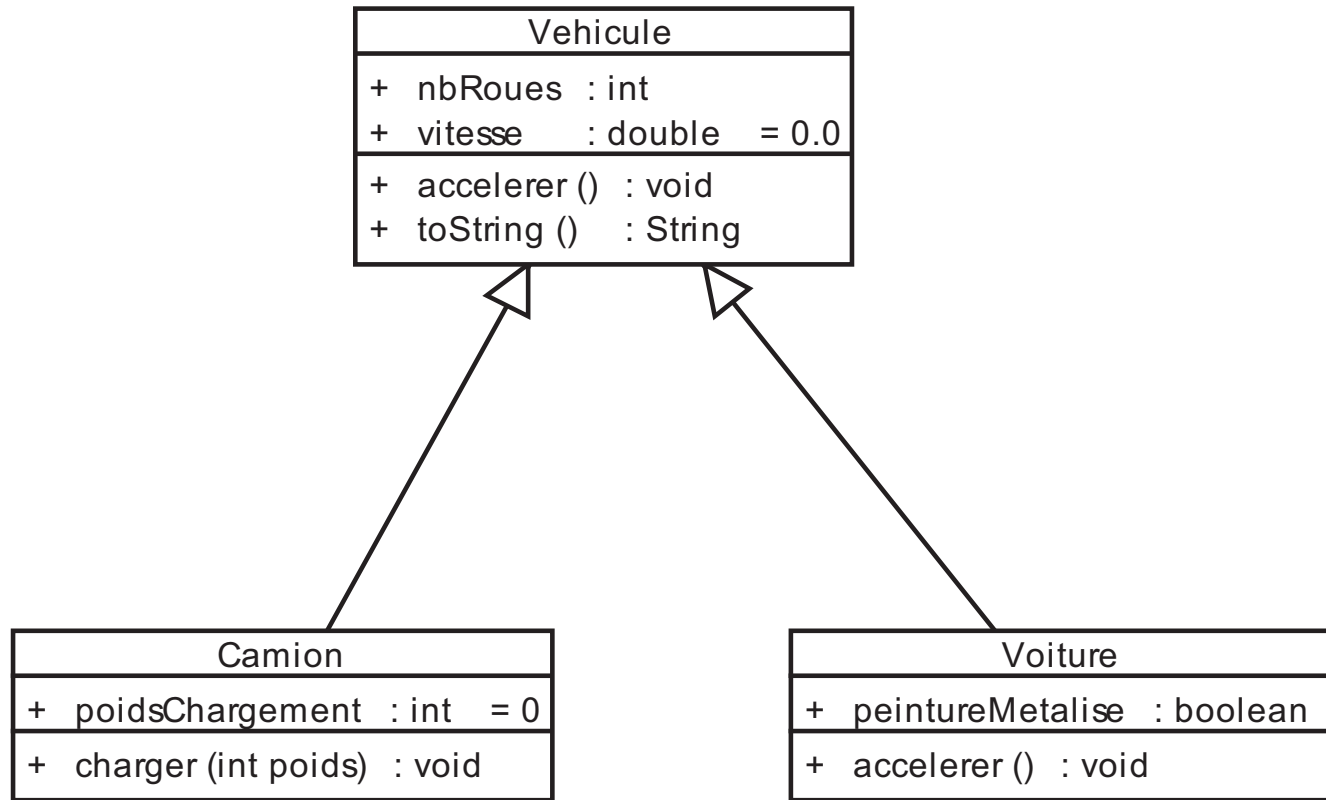 Vehicule
+ nbRoues : int
+ vitesse : double = 0.0
+ accelerer () : void
+ toString () : String
Camion
+ poidsChargement : int = 0
+ charger (int poids) : void
Voiture
+ peintureMetalise : boolean
+ accelerer () : void